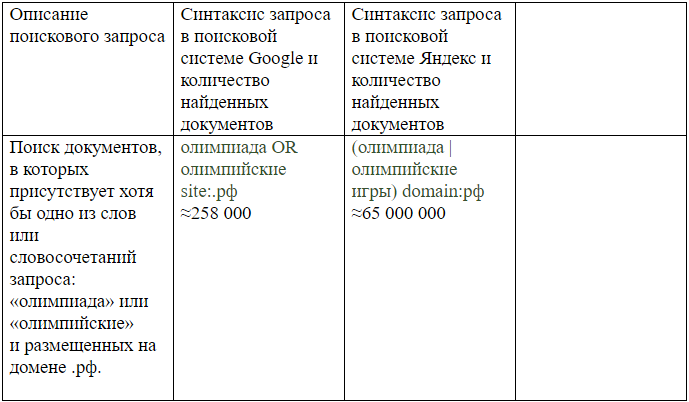 Описание
поискового запроса
Синтаксис запроса
в поисковой
системе Google и
количество
найденных
документов
Синтаксис запроса
в поисковой
системе Яндекс и
количество
найденных
документов
Поиск документов,
в которых
присутствует хотя
бы одно из слов
или
словосочетаний
запроса:
«олимпиада» или
«олимпийские»
и размещенных на
домене .рф.
олимпиада OR
олимпийские
site:.рф
≈258 000
(олимпиада |
олимпийские
игры) domain:рф
≈65 000 000